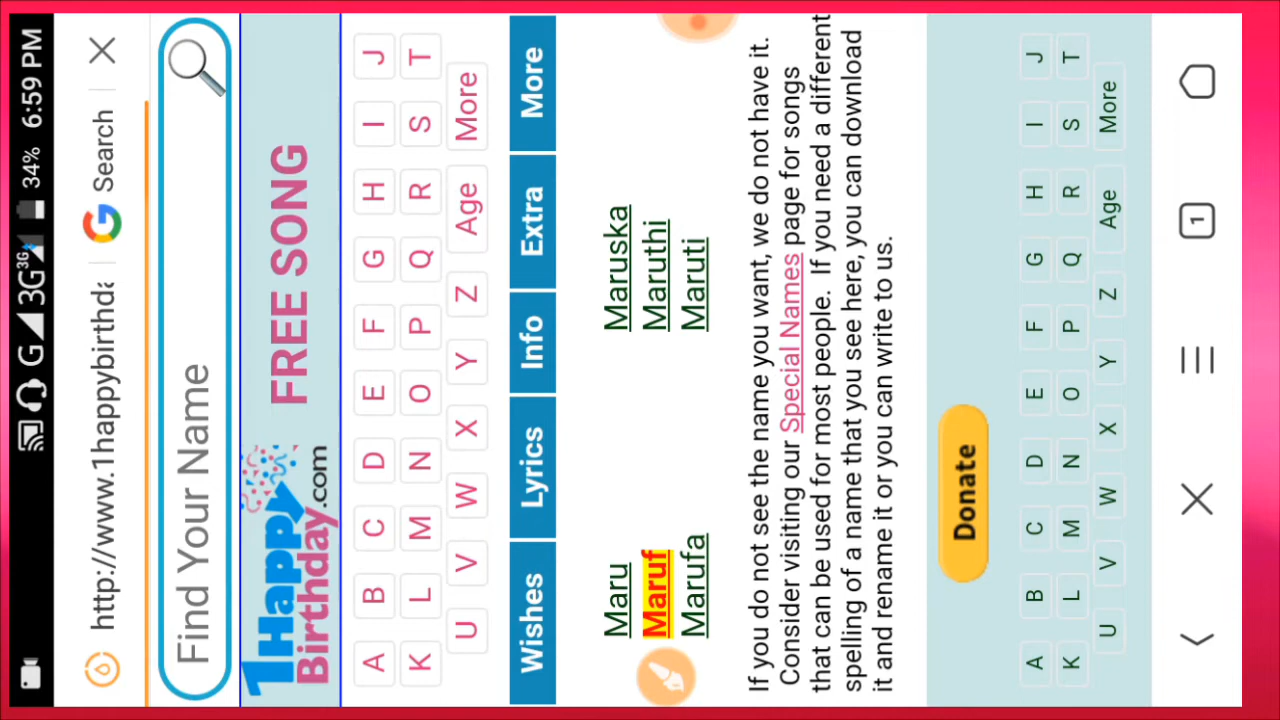 34% 6:59 PM
G 3G 3G
http://www.1happybirthda
G Search
Find Your Name
1Happy
Birthday.com
FREE SONG
A B C D E F G H I J
K L M N O P Q R S T
U V W X Y Z Age More
Wishes Lyrics Info Extra More
Maru Maruska
Maruf Maruthi
Marufa Maruti
If you do not see the name you want, we do not have it.
Consider visiting our Special Names page for songs
that can be used for most people. If you need a different
spelling of a name that you see here, you can download
it and rename it or you can write to us.
Donate
A B C D E F G H I J
K L M N O P Q R S T
U V W X Y Z Age More
1